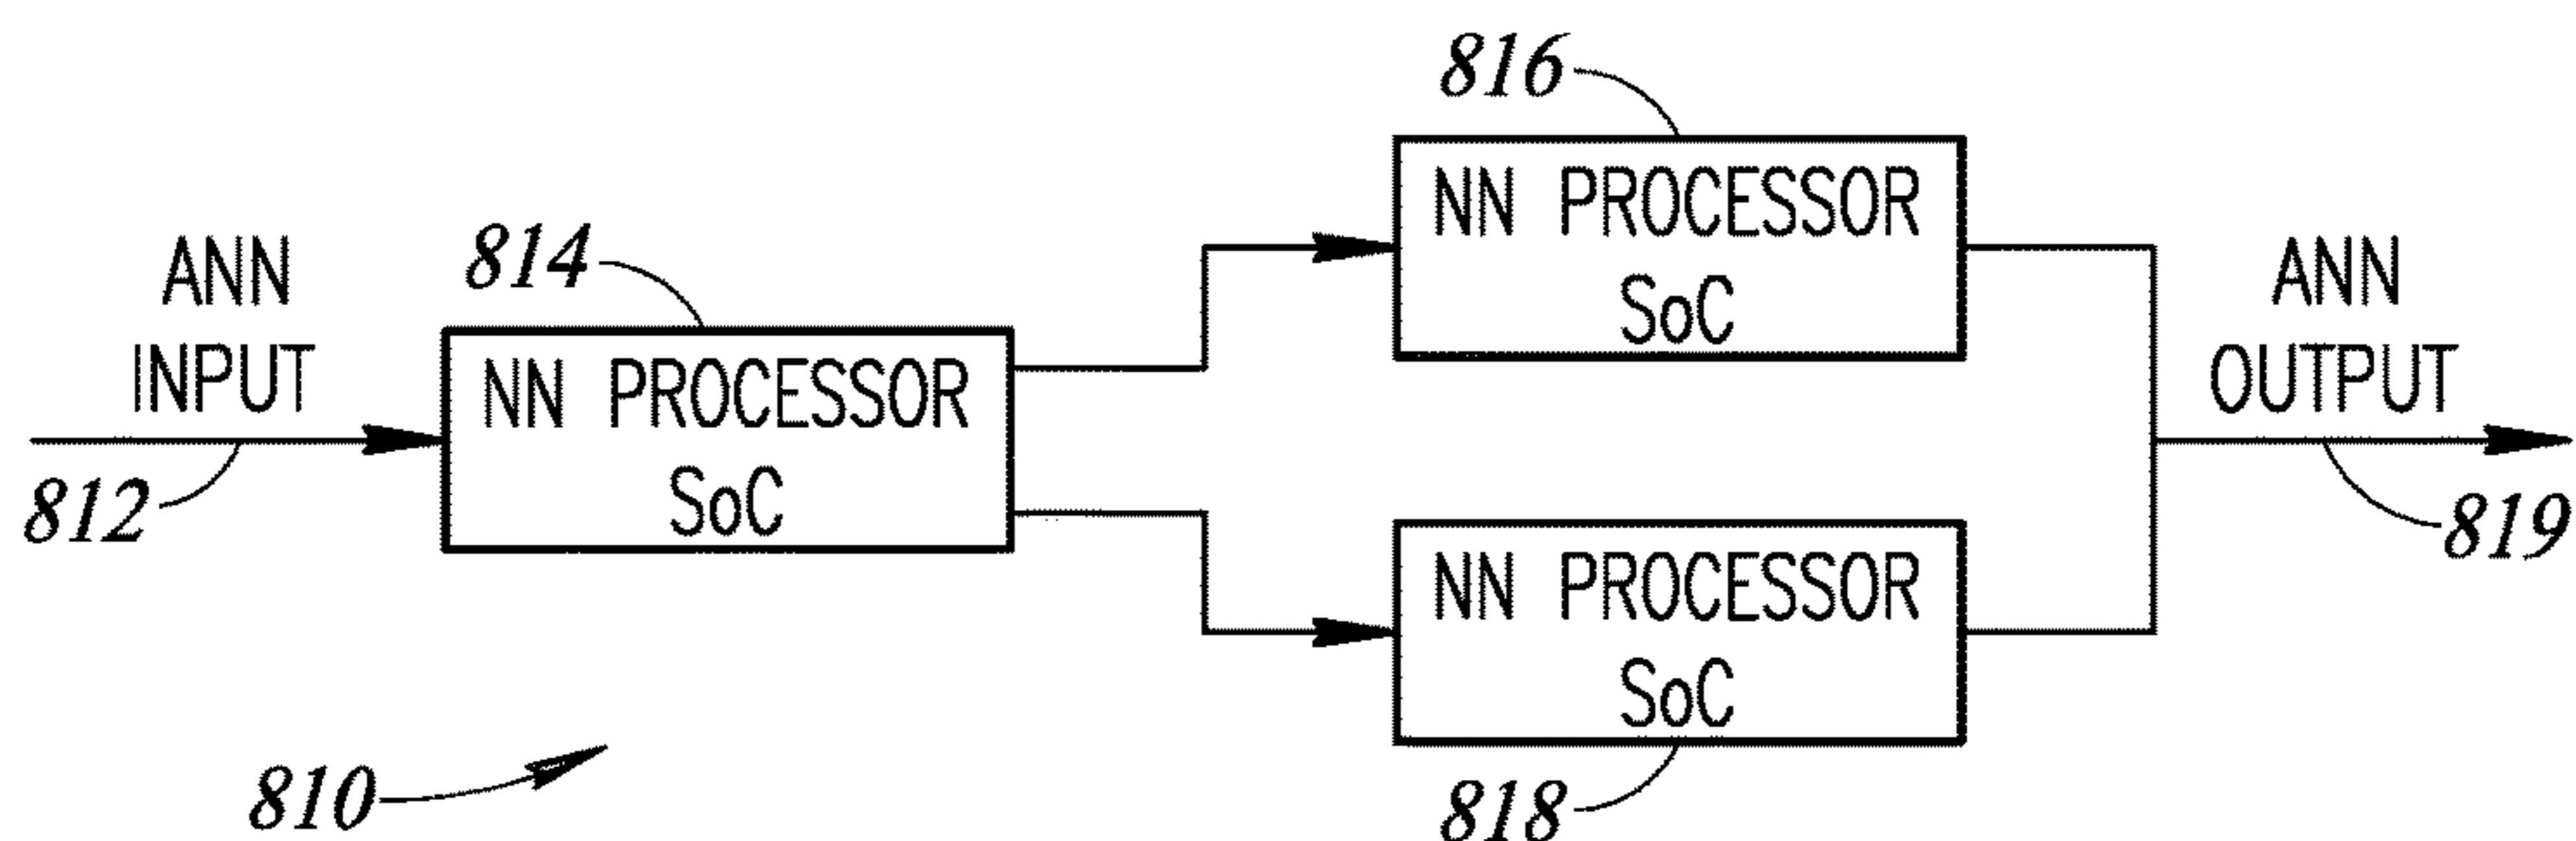 816
NN PROCESSOR
SoC
ANN
INPUT
814
NN PROCESSOR
SoC
812
ANN
OUTPUT
819
NN PROCESSOR
SoC
810
818